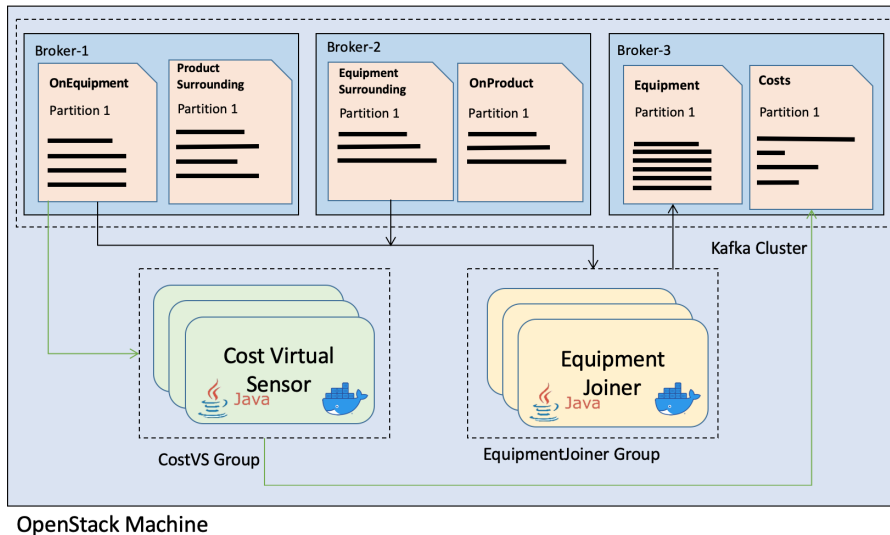 Broker-1
OnEquipment
Partition 1
Product
Surrounding
Partition 1
Broker-2
Equipment
Surrounding
Partition 1
OnProduct
Partition 1
Broker-3
Equipment
Partition 1
Costs
Partition 1
Kafka Cluster
Cost Virtual
Sensor
Java
CostVS Group
Equipment
Joiner
Java
EquipmentJoiner Group
OpenStack Machine